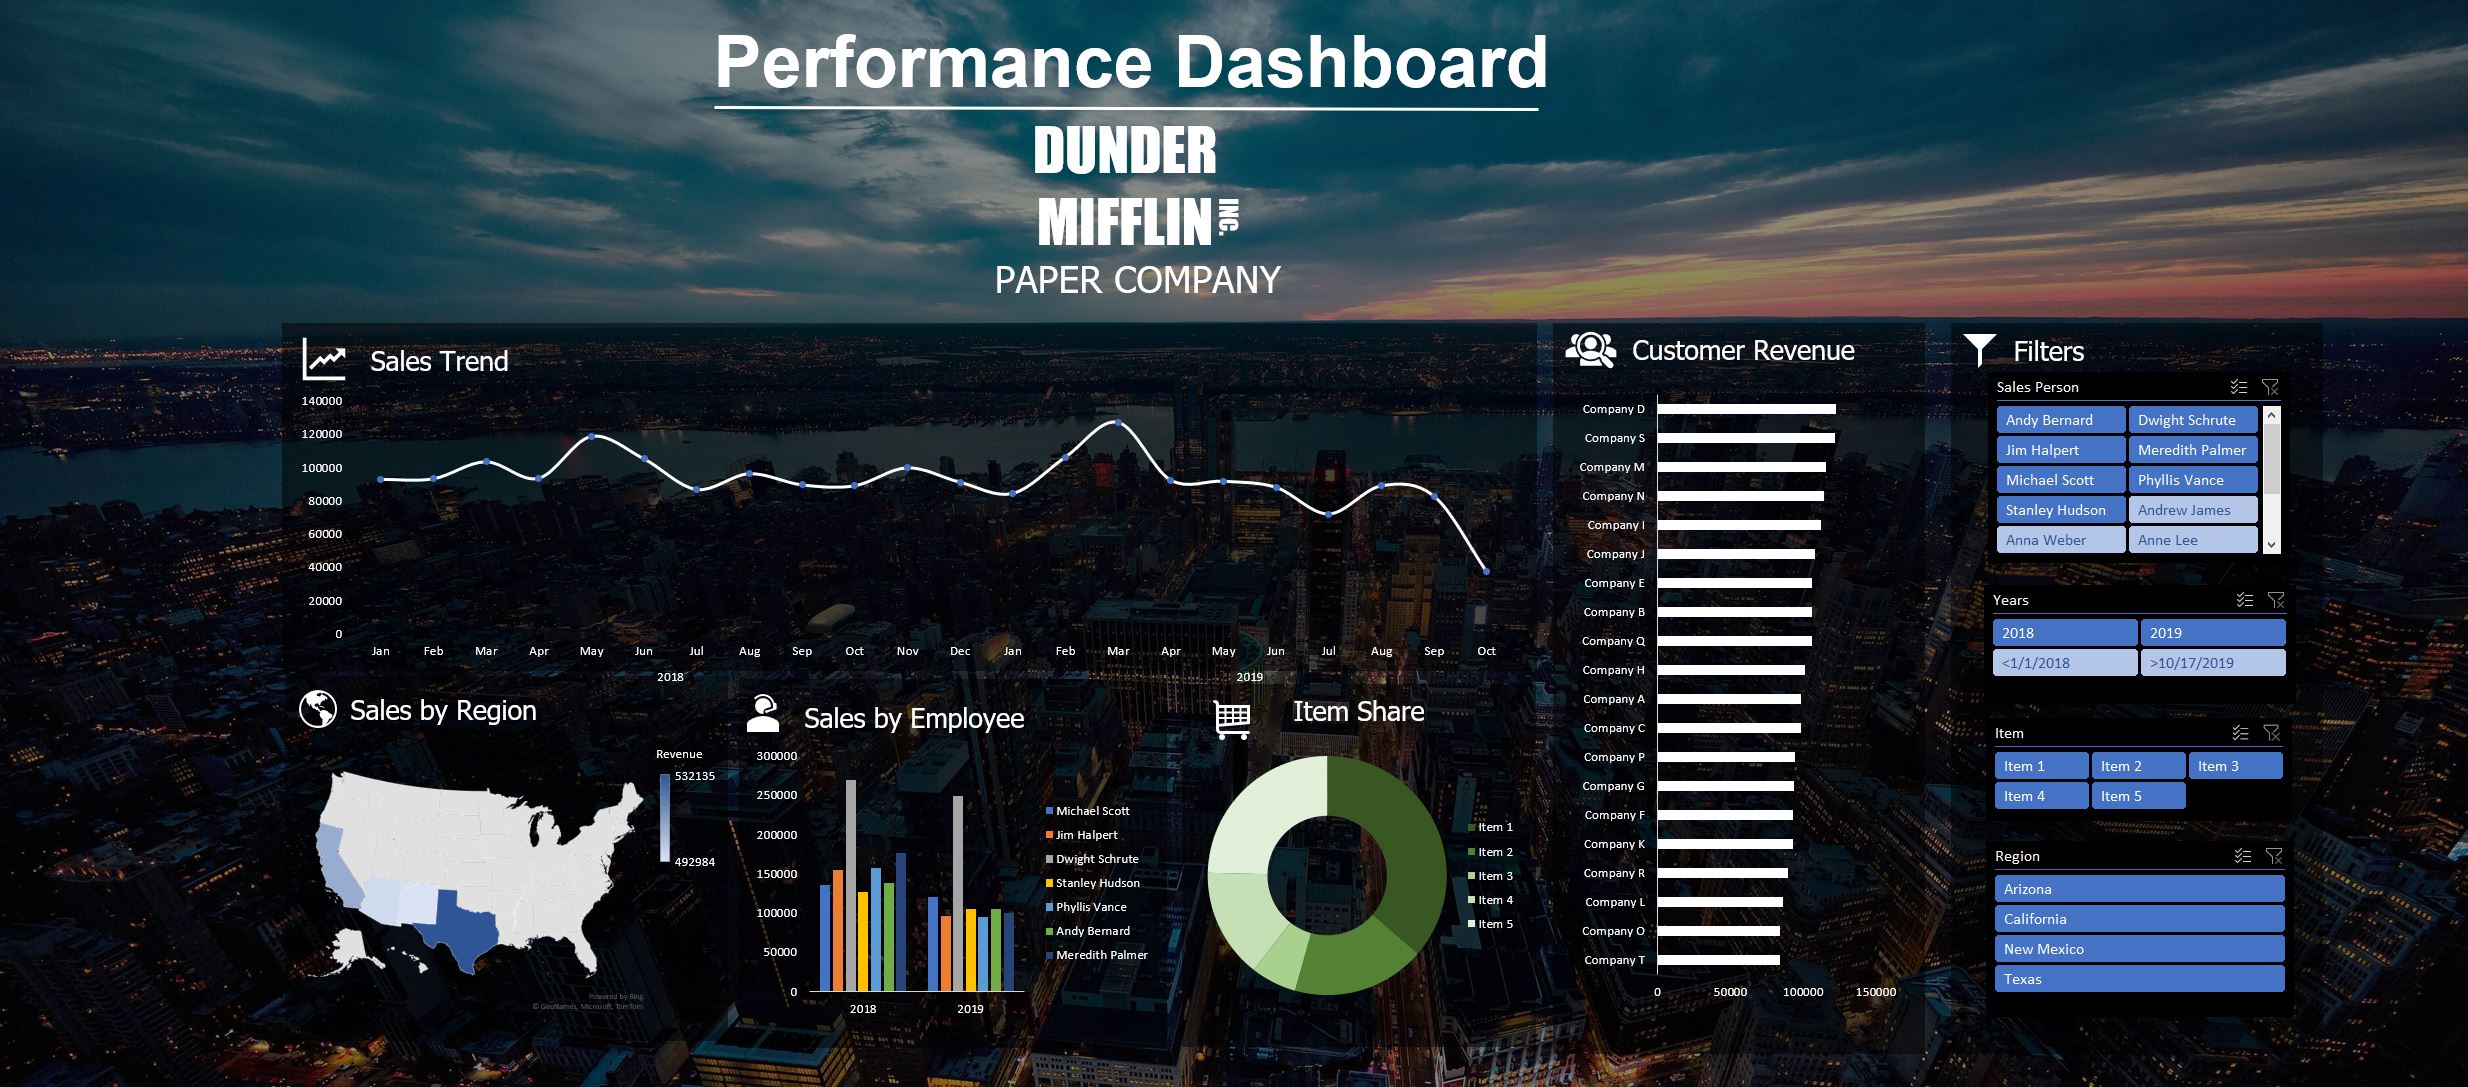 Performance Dashboard
DUNDER
MIFFLIN INC.
PAPER COMPANY
Sales Trend
140000
120000
100000
80000
60000
40000
20000
0
Jan Feb Mar Apr May Jun Jul Aug Sep Oct Nov Dec Jan Feb Mar Apr May Jun Jul Aug Sep Oct
2018 2019
Sales by Region
Revenue
532135
492984
Powered by Bing
© GeoNames, Microsoft, TomTom
Sales by Employee
300000
250000
200000
150000
100000
50000
0
2018 2019
Michael Scott
Jim Halpert
Dwight Schrute
Stanley Hudson
Phyllis Vance
Andy Bernard
Meredith Palmer
Item Share
Item 1
Item 2
Item 3
Item 4
Item 5
Customer Revenue
Company D
Company S
Company M
Company N
Company I
Company J
Company E
Company B
Company Q
Company H
Company A
Company C
Company P
Company G
Company F
Company K
Company R
Company L
Company O
Company T
0 50000 100000 150000
Filters
Sales Person
Andy Bernard Dwight Schrute
Jim Halpert Meredith Palmer
Michael Scott Phyllis Vance
Stanley Hudson Andrew James
Anna Weber Anne Lee
Years
2018 2019
<1/1/2018 >10/17/2019
Item
Item 1 Item 2 Item 3
Item 4 Item 5
Region
Arizona
California
New Mexico
Texas